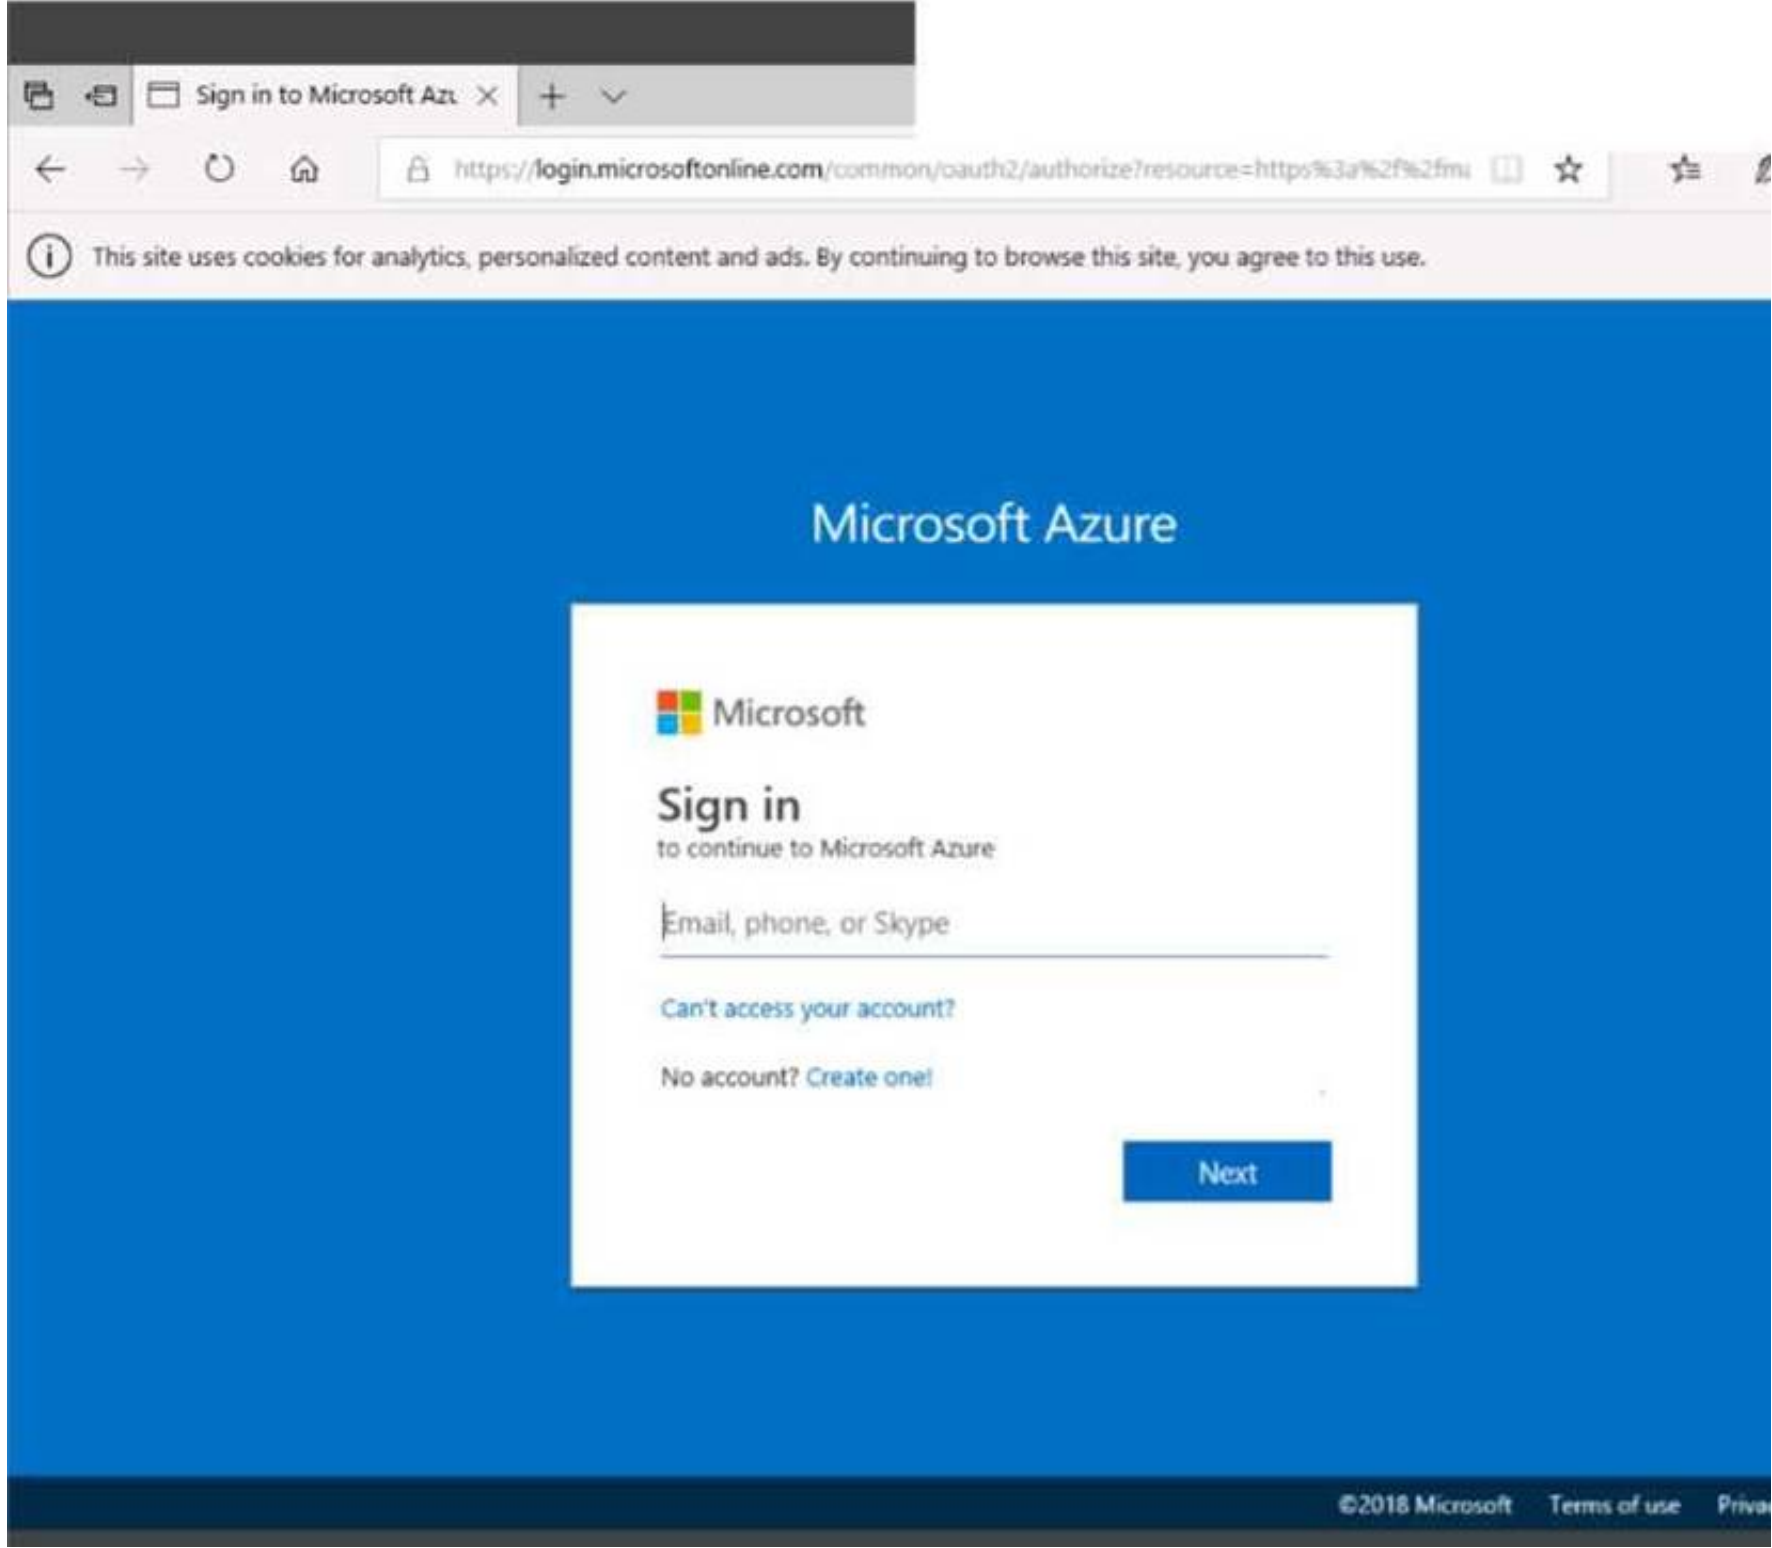 Sign in to Microsoft Azu
https://login.microsoftonline.com/common/oauth2/authorize?resource=https%3a%2f%2fm
This site uses cookies for analytics, personalized content and ads. By continuing to browse this site, you agree to this use.
Microsoft Azure
Microsoft
Sign in
to continue to Microsoft Azure
Email, phone, or Skype
Can't access your account?
No account? Create one!
Next
©2018 Microsoft Terms of use Privac